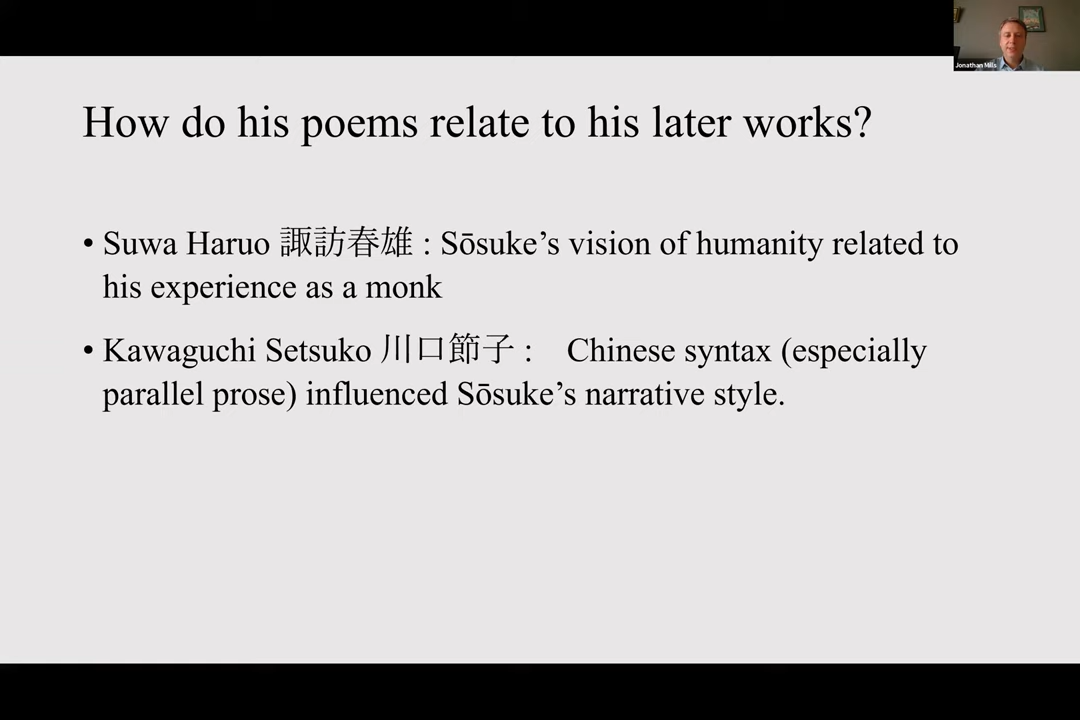 Jonathan Mills
How do his poems relate to his later works?
• Suwa Haruo 諏訪春雄 : Sōsuke’s vision of humanity related to
his experience as a monk
• Kawaguchi Setsuko 川口節子 :　Chinese syntax (especially
parallel prose) influenced Sōsuke’s narrative style.